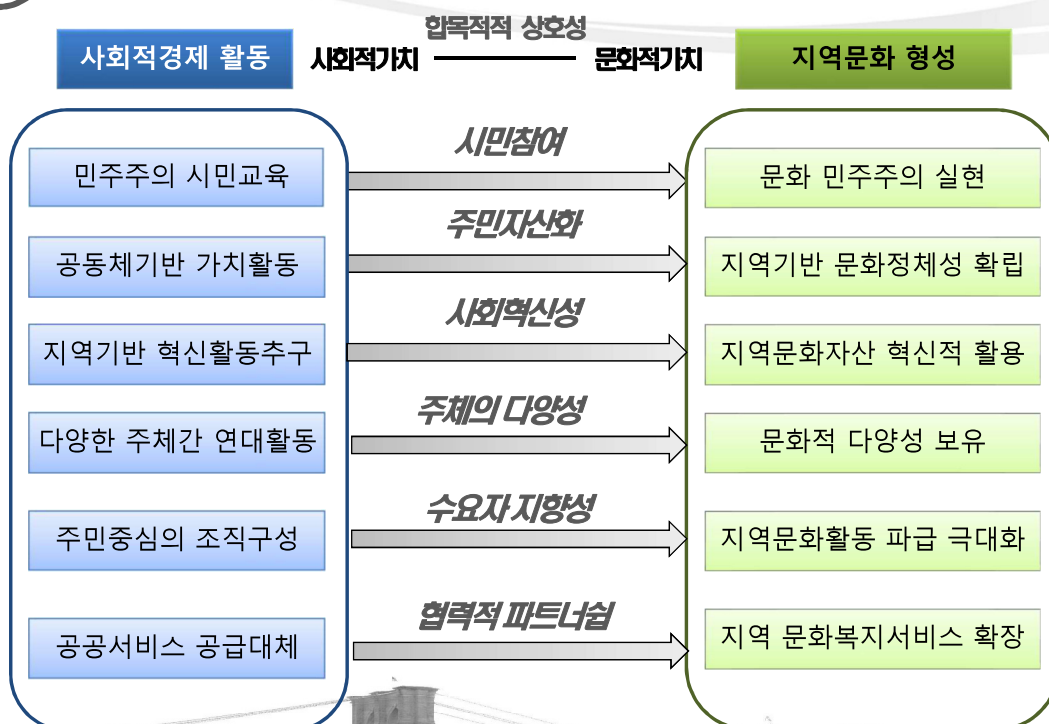 합목적적 상호성
사회적경제 활동
사회적가치
문화적가치
지역문화 형성
민주주의 시민교육
시민참여
문화 민주주의 실현
공동체기반 가치활동
주민자산화
지역기반 문화정체성 확립
지역기반 혁신활동추구
사회혁신성
지역문화자산 혁신적 활용
다양한 주체간 연대활동
주체의 다양성
문화적 다양성 보유
주민중심의 조직구성
수요자 지향성
지역문화활동 파급 극대화
공공서비스 공급대체
협력적 파트너쉽
지역 문화복지서비스 확장